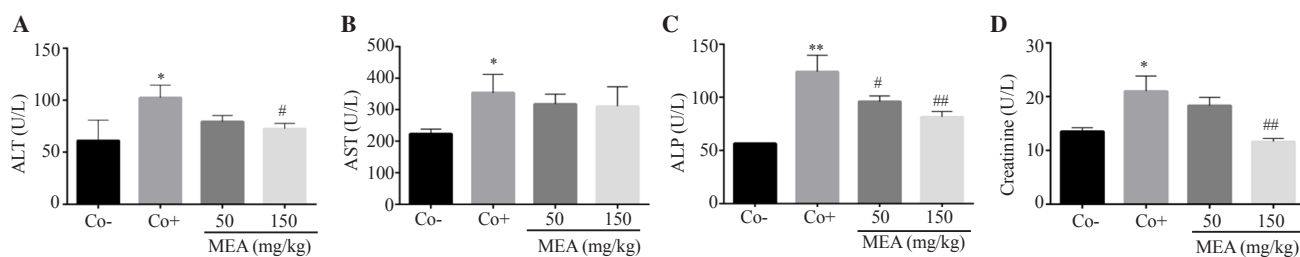 A
ALT (U/L)
150
100
50
0
*
#
Co-
Co+
50
150
MEA (mg/kg)
B
AST (U/L)
500
400
300
200
100
0
*
Co-
Co+
50
150
MEA (mg/kg)
C
ALP (U/L)
150
100
50
0
**
#
##
Co-
Co+
50
150
MEA (mg/kg)
D
Creatinine (U/L)
30
20
10
0
*
##
Co-
Co+
50
150
MEA (mg/kg)